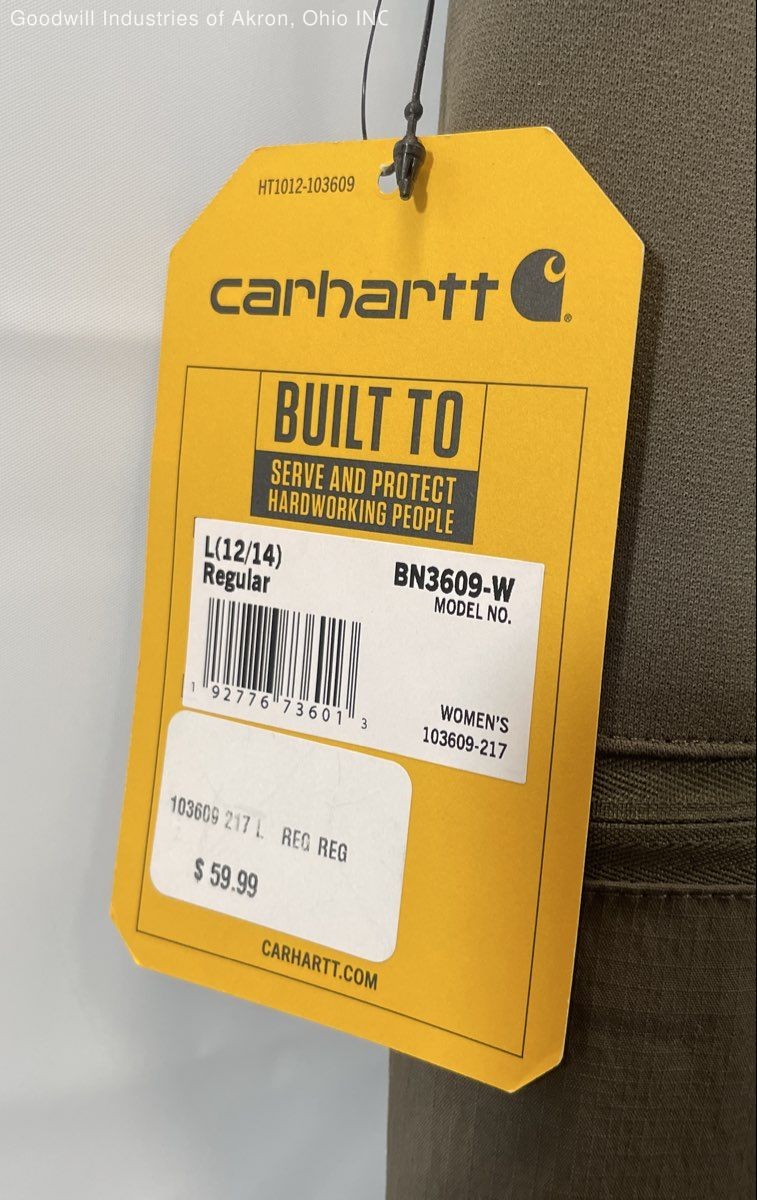 Goodwill Industries of Akron, Ohio INC
HT1012-103609
carhartt
BUILT TO
SERVE AND PROTECT
HARDWORKING PEOPLE
L(12/14)
Regular
BN3609-W
MODEL NO.
1 92776 73601 3
WOMEN'S
103609-217
103609 217 L REG REG
$ 59.99
CARHARTT.COM